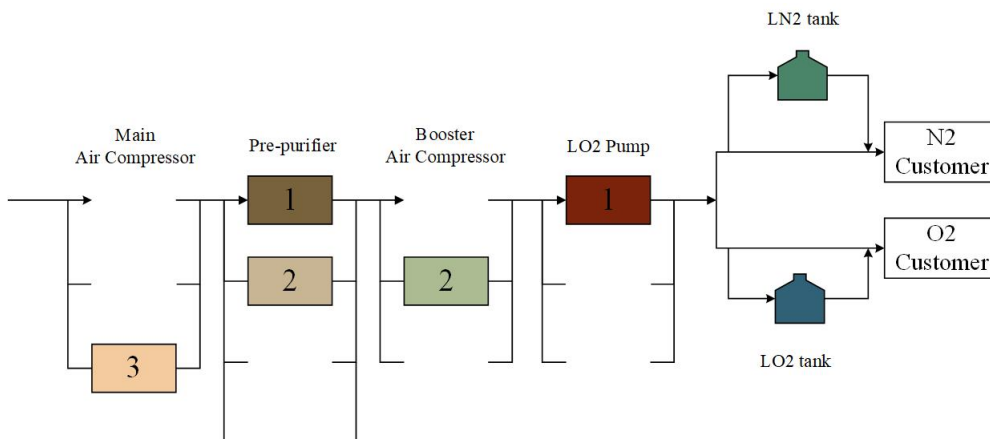 LN2 tank
Main
Air Compressor
Pre-purifier
Booster
Air Compressor
LO2 Pump
N2
Customer
1
1
2
2
O2
Customer
3
LO2 tank